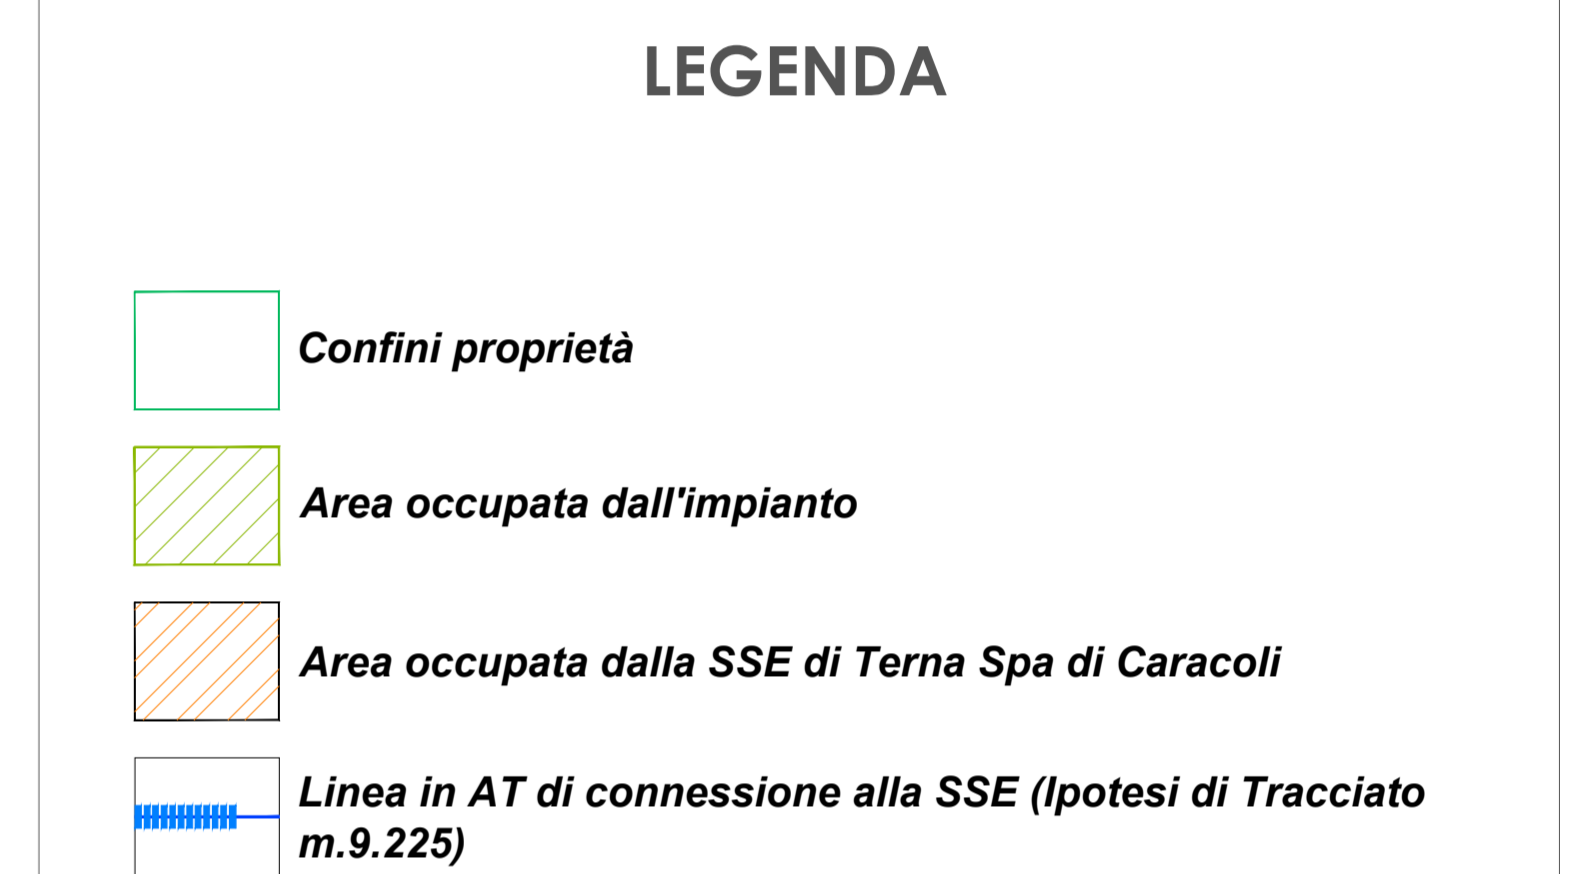 LEGENDA
Confini proprietà
Area occupata dall'impianto
Area occupata dalla SSE di Terna Spa di Caracoli
Linea in AT di connessione alla SSE (Ipotesi di Tracciato
m.9.225)